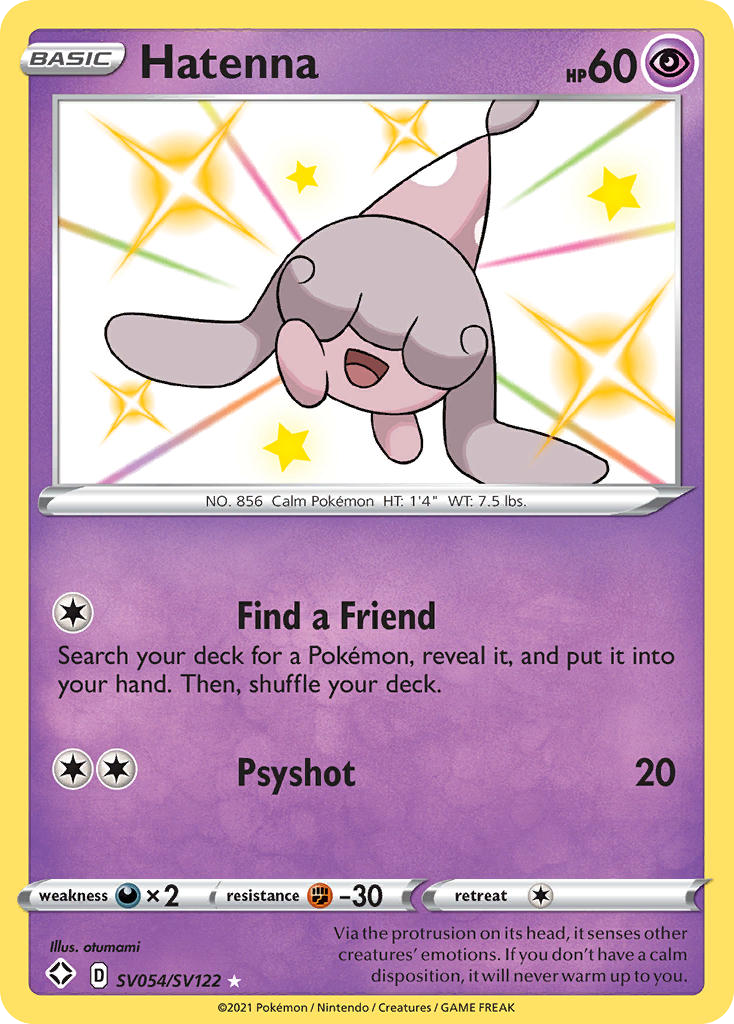 BASIC Hatenna HP60
NO. 856 Calm Pokémon HT: 1'4" WT: 7.5 lbs.
Find a Friend
Search your deck for a Pokémon, reveal it, and put it into
your hand. Then, shuffle your deck.
Psyshot 20
weakness ×2 resistance -30 retreat
Via the protrusion on its head, it senses other
creatures' emotions. If you don't have a calm
disposition, it will never warm up to you.
Illus. otumami
D SV054/SV122
©2021 Pokémon / Nintendo / Creatures / GAME FREAK